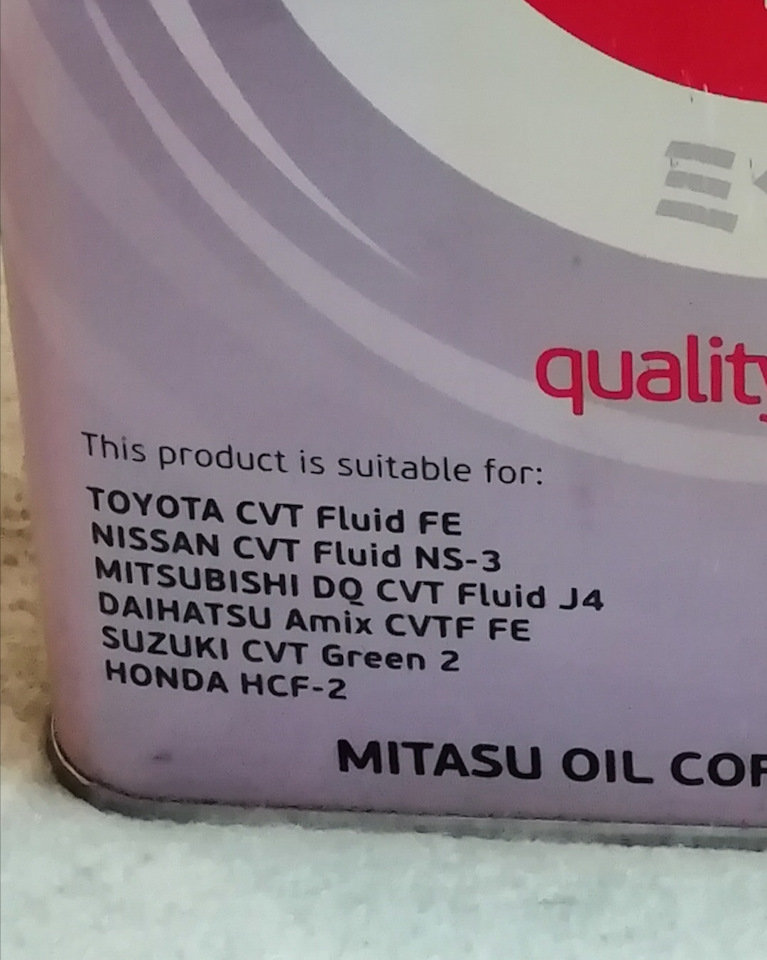 quality
This product is suitable for:
TOYOTA CVT Fluid FE
NISSAN CVT Fluid NS-3
MITSUBISHI DQ CVT Fluid J4
DAIHATSU Amix CVTF FE
SUZUKI CVT Green 2
HONDA HCF-2
MITASU OIL COR